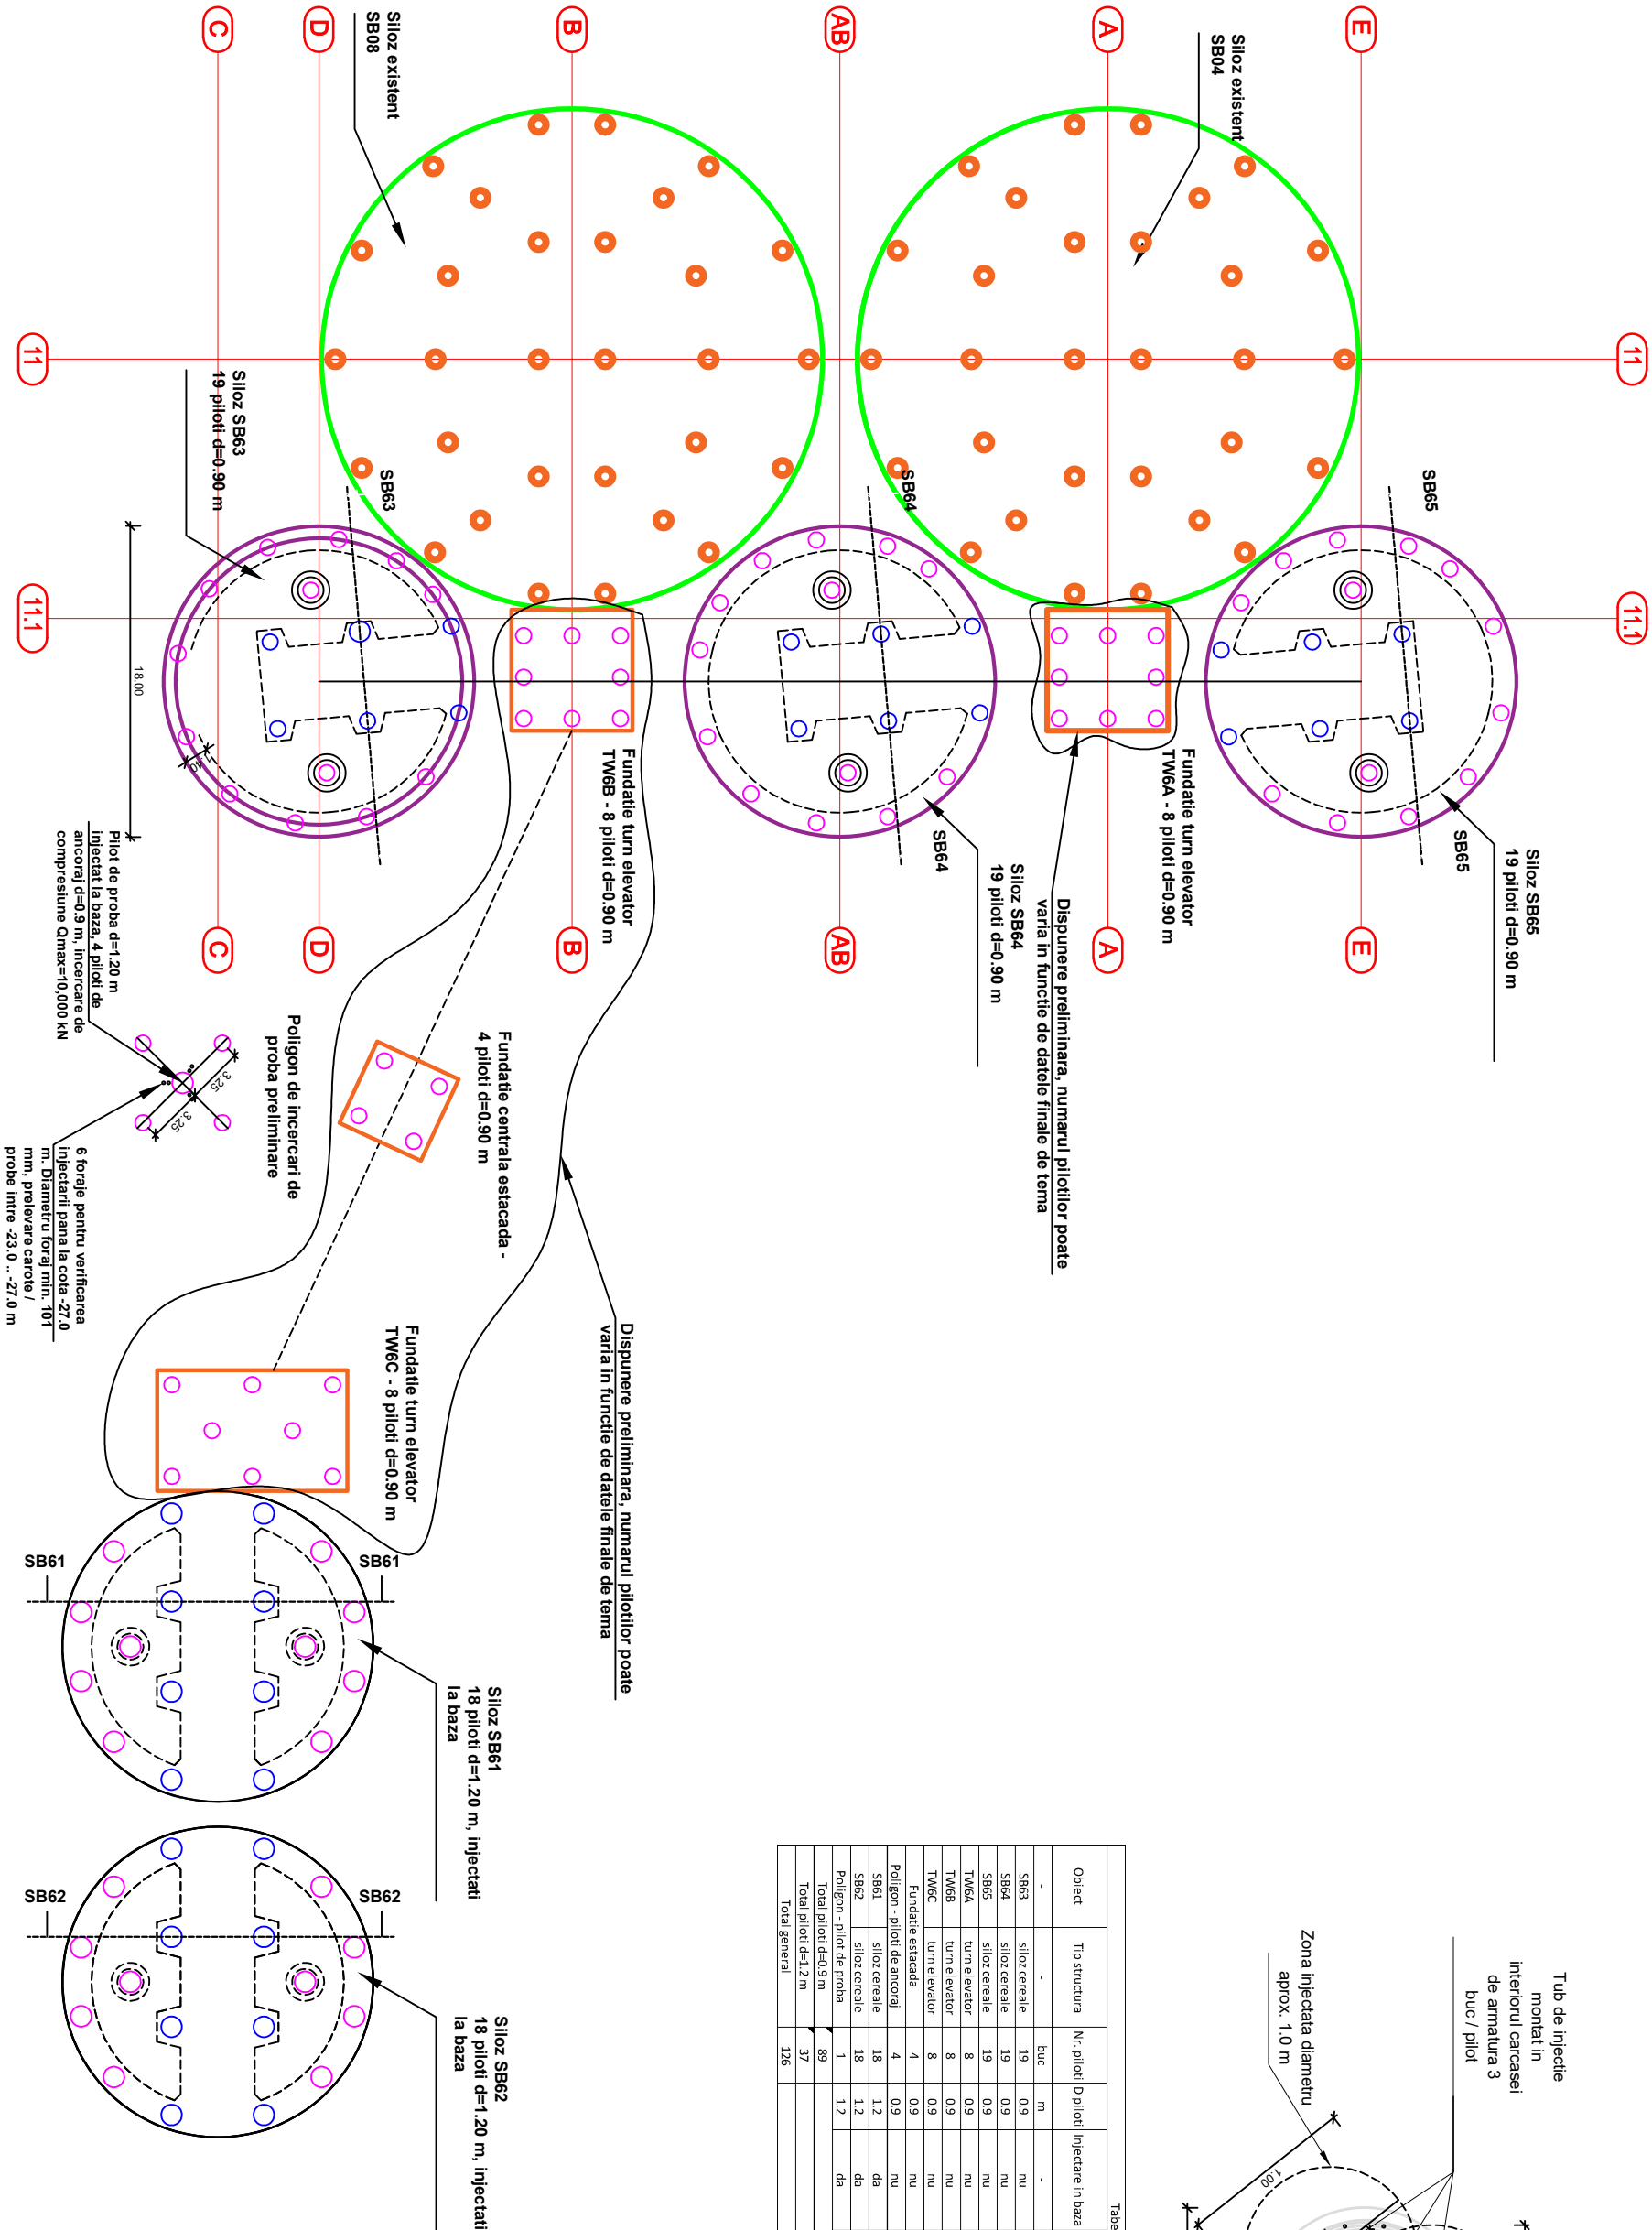 C
D
B
AB
A
E
Siloz existent
SB08
Siloz existent
SB04
11
11
11.1
11.1
Siloz SB63
19 piloti d=0.90 m
SB63
SB64
SB65
18.00
Fundatie turn elevator
TW6B - 8 piloti d=0.90 m
Fundatie turn elevator
TW6A - 8 piloti d=0.90 m
SB64
SB65
Siloz SB64
19 piloti d=0.90 m
Siloz SB65
19 piloti d=0.90 m
Dispunere preliminara, numarul pilotilor poate
varia in functie de datele finale de tema
C
D
B
AB
A
E
Pilot de proba d=1.20 m
injectat la baza, 4 piloti de
ancoraj d=0.9 m, incercare de
compresiune Qmax=10,000 kN
Poligon de incercari de
proba preliminare
3.25
3.25
Fundatie centrala estacada -
4 piloti d=0.90 m
6 foraje pentru verificarea
injectarii pana la cota -27.0
m. Diametru foraj min. 101
mm, prelevare carote /
probe intre -23.0 .. -27.0 m
Dispunere preliminara, numarul pilotilor poate
varia in functie de datele finale de tema
Fundatie turn elevator
TW6C - 8 piloti d=0.90 m
SB61
SB61
Siloz SB61
18 piloti d=1.20 m, injectati
la baza
SB62
SB62
Siloz SB62
18 piloti d=1.20 m, injectati
la baza
Obiect Tip structura Nr. piloti D piloti Injectare in baza
- - buc m -
SB63 siloz cereale 19 0.9 nu
SB64 siloz cereale 19 0.9 nu
SB65 siloz cereale 19 0.9 nu
TW6A turn elevator 8 0.9 nu
TW6B turn elevator 8 0.9 nu
TW6C turn elevator 8 0.9 nu
Fundatie estacada 4 0.9 nu
Poligon - piloti de ancoraj 4 0.9 nu
SB61 siloz cereale 18 1.2 da
SB62 siloz cereale 18 1.2 da
Poligon - pilot de proba 1 1.2 da
Total piloti d=0.9 m 89
Total piloti d=1.2 m 37
Total general 126
Tub de injectie
montat in
interiorul carcasei
de armatura 3
buc / pilot
Zona injectata diametru
aprox. 1.0 m
1.00